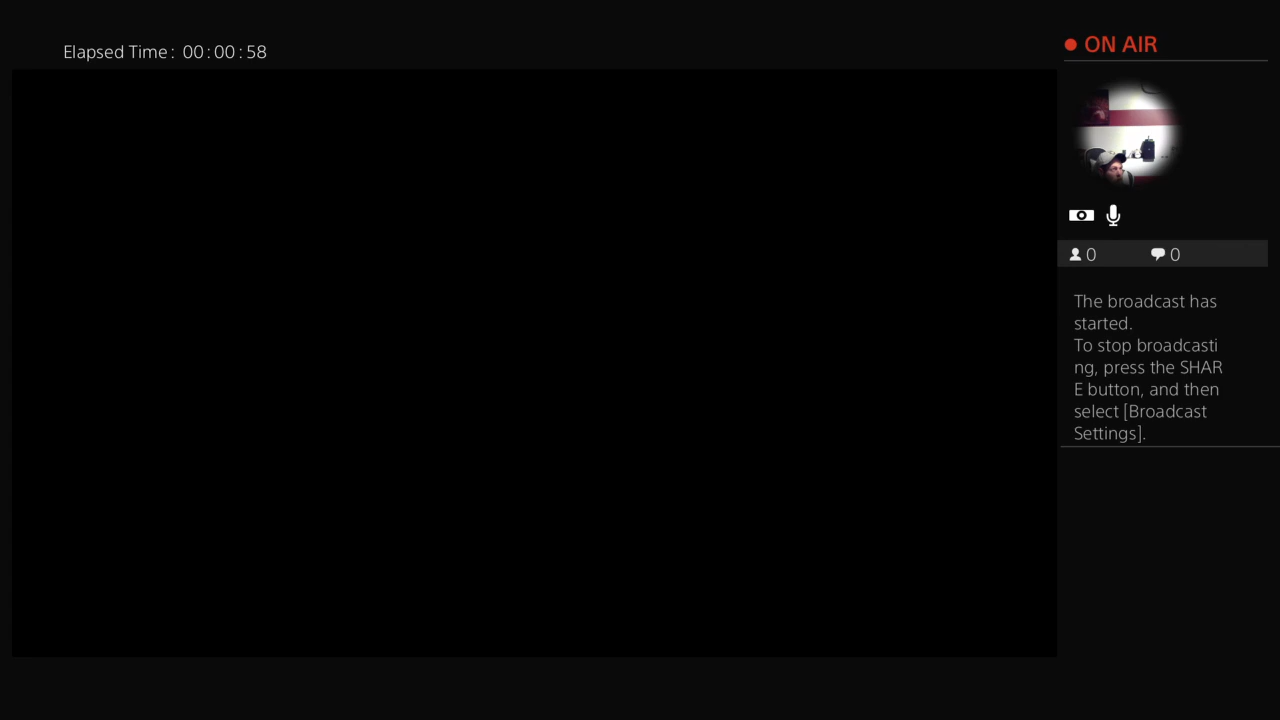 Elapsed Time: 00:00:58
ON AIR
0 0
The broadcast has
started.
To stop broadcasti
ng, press the SHAR
E button, and then
select [Broadcast
Settings].